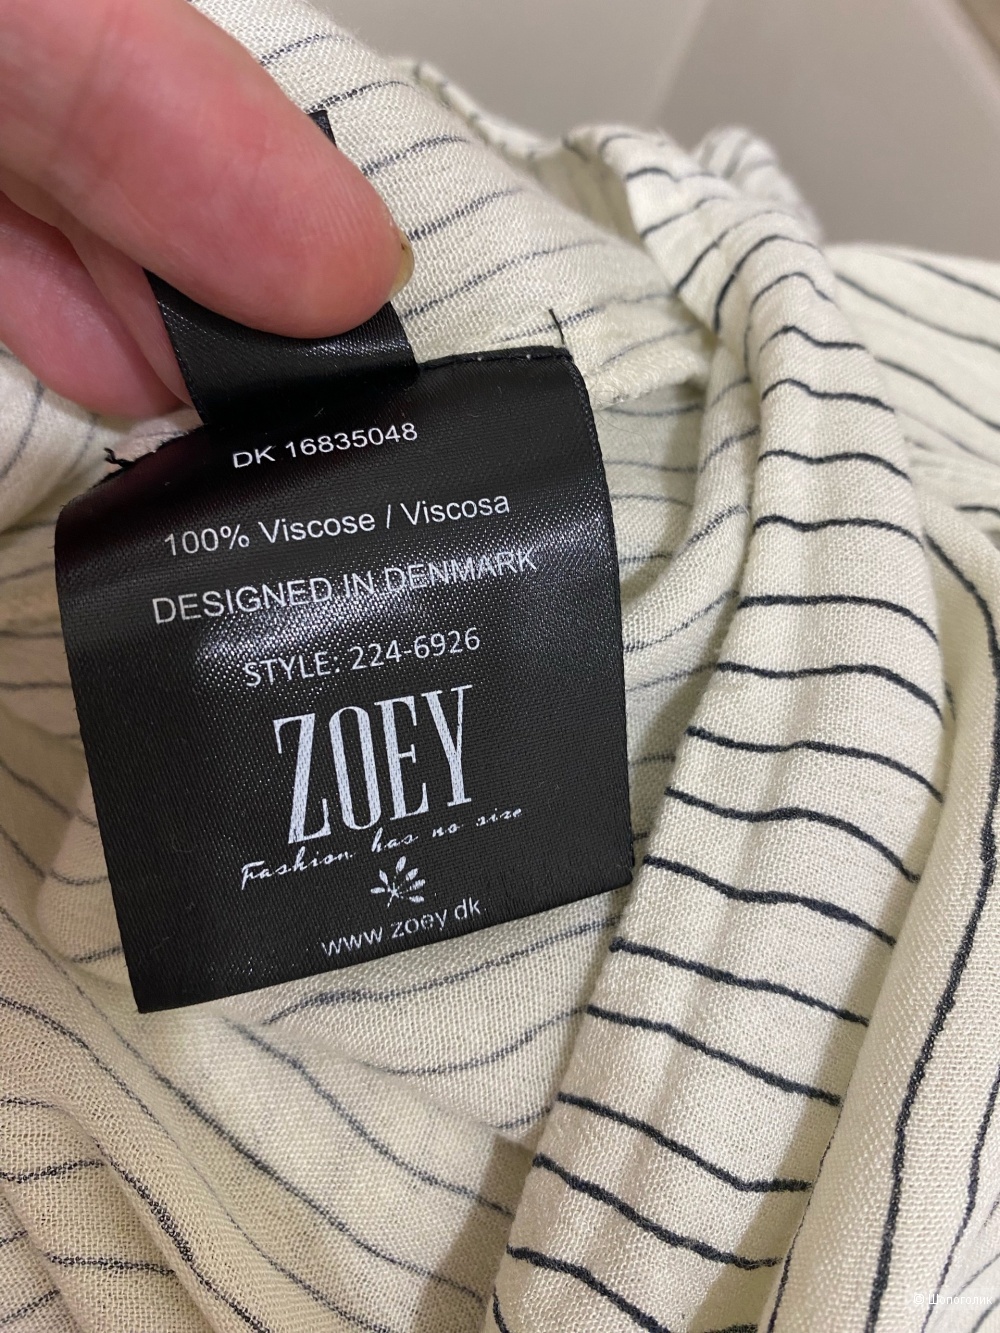 DK 16835048
100% Viscose / Viscosa
DESIGNED IN DENMARK
STYLE: 224-6926
ZOEY
Fashion has no size
www zoey dk
@ Шопоголик